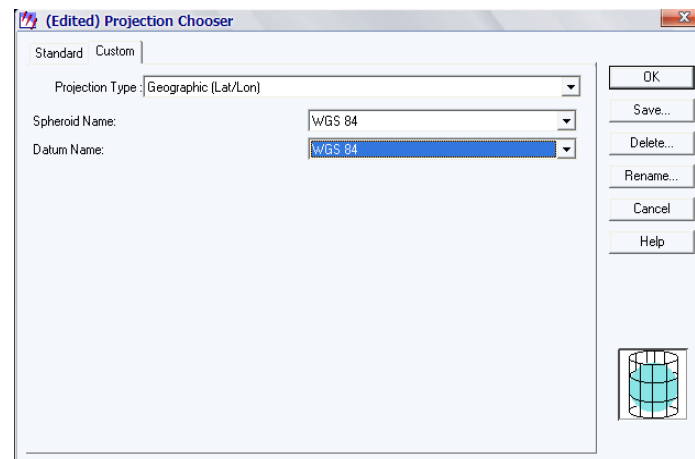 (Edited) Projection Chooser
Standard Custom
Projection Type : Geographic (Lat/Lon)
Spheroid Name: WGS 84
Datum Name: WGS 84
OK
Save...
Delete...
Rename...
Cancel
Help